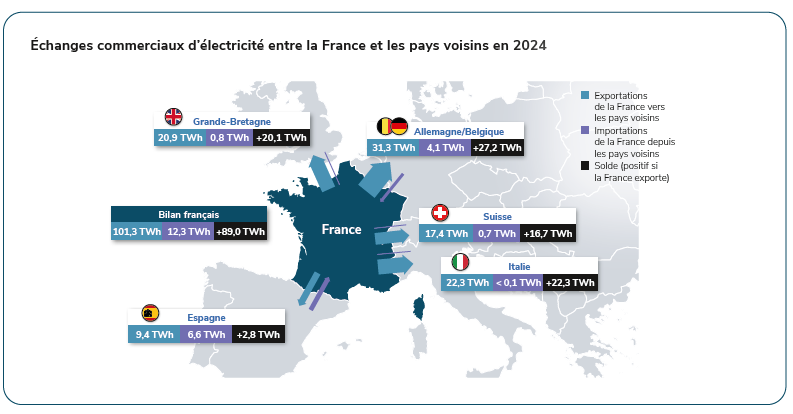 Échanges commerciaux d'électricité entre la France et les pays voisins en 2024
Exportations
de la France vers
les pays voisins
Importations
de la France depuis
les pays voisins
Solde (positif si
la France exporte)
Grande-Bretagne
20,9 TWh 0,8 TWh +20,1 TWh
Allemagne/Belgique
31,3 TWh 4,1 TWh +27,2 TWh
Bilan français
101,3 TWh 12,3 TWh +89,0 TWh
France
Suisse
17,4 TWh 0,7 TWh +16,7 TWh
Italie
22,3 TWh < 0,1 TWh +22,3 TWh
Espagne
9,4 TWh 6,6 TWh +2,8 TWh